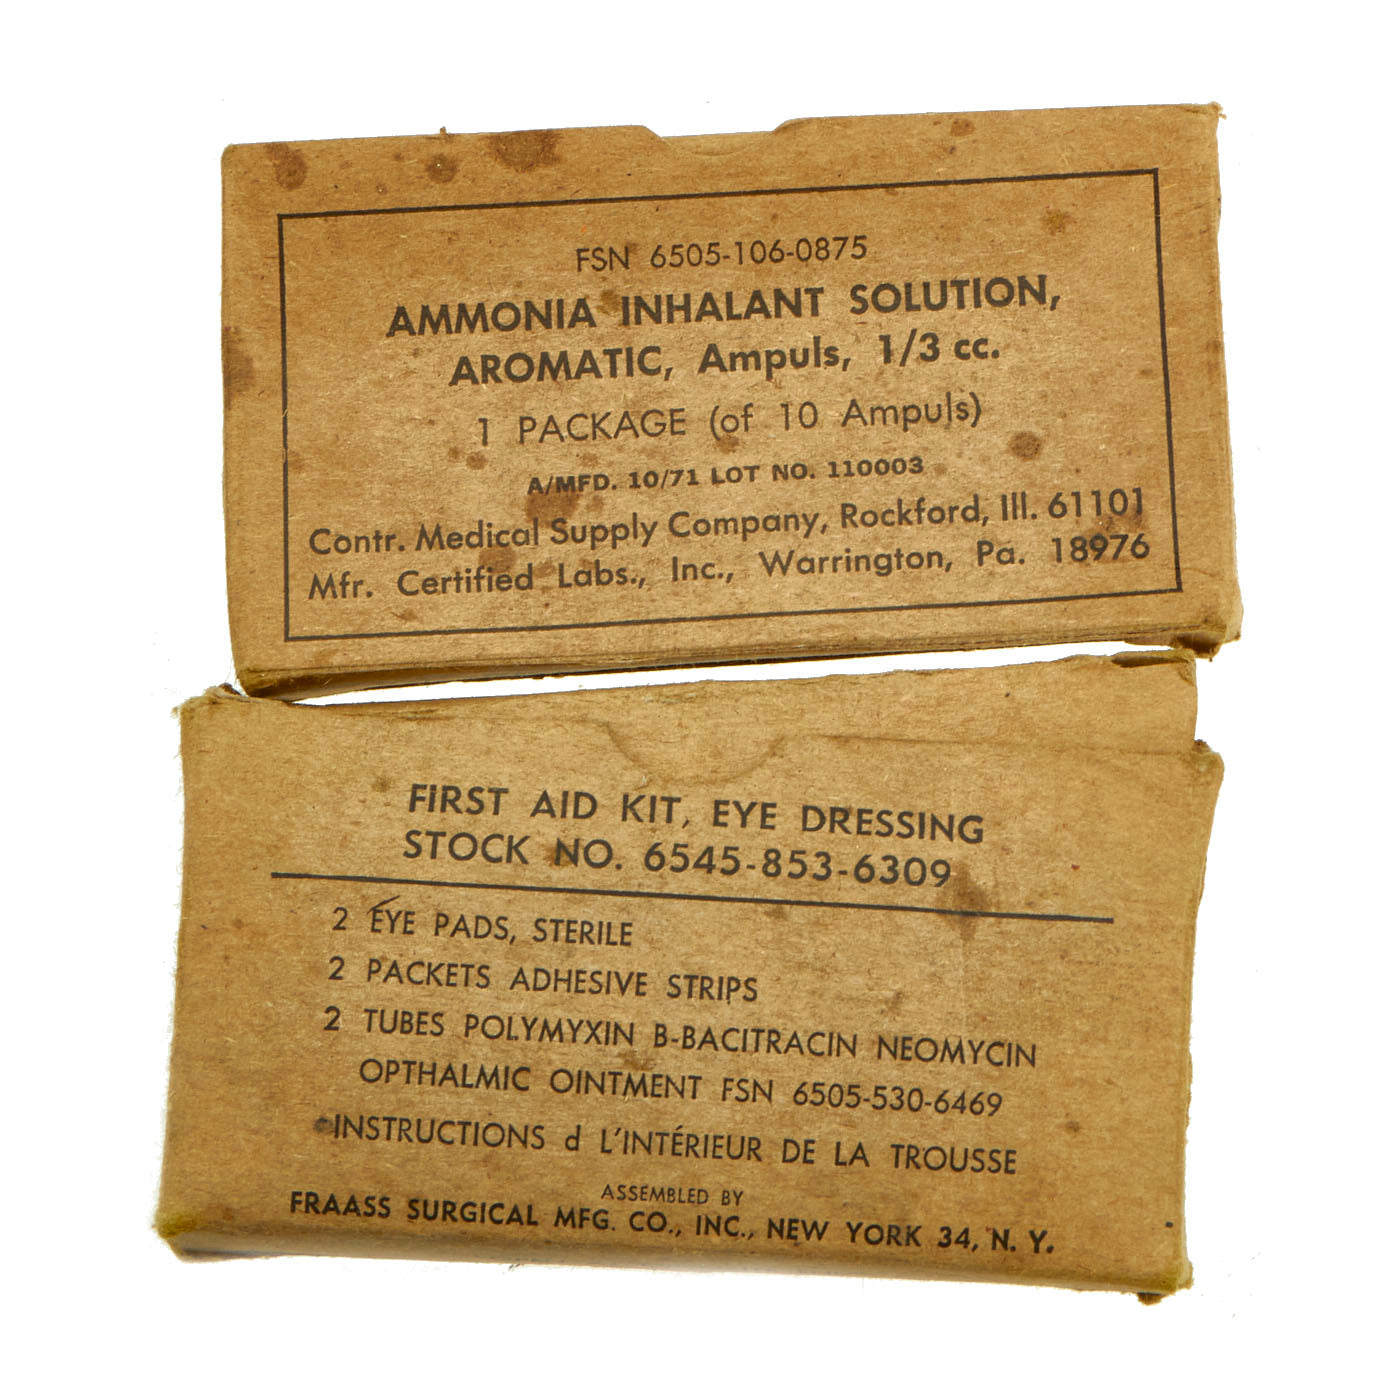 FSN 6505-106-0875
AMMONIA INHALANT SOLUTION,
AROMATIC, Ampuls, 1/3 cc.
1 PACKAGE (of 10 Ampuls)
A/MFD. 10/71 LOT NO. 110003
Contr. Medical Supply Company, Rockford, Ill. 61101
Mfr. Certified Labs., Inc., Warrington, Pa. 18976
FIRST AID KIT, EYE DRESSING
STOCK NO. 6545-853-6309
2 EYE PADS, STERILE
2 PACKETS ADHESIVE STRIPS
2 TUBES POLYMYXIN B-BACITRACIN NEOMYCIN
OPTHALMIC OINTMENT FSN 6505-530-6469
INSTRUCTIONS d L'INTÉRIEUR DE LA TROUSSE
ASSEMBLED BY
FRAASS SURGICAL MFG. CO., INC., NEW YORK 34, N. Y.